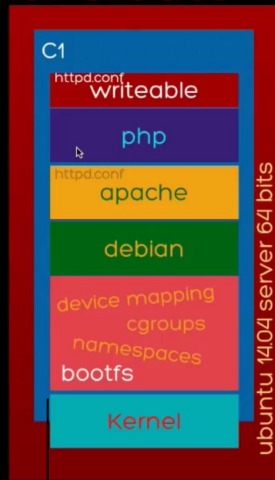 C1
httpd.conf
writeable
php
httpd.conf
apache
debian
device mapping
cgroups
namespaces
bootfs
Kernel
ubuntu 14.04 server 64 bits